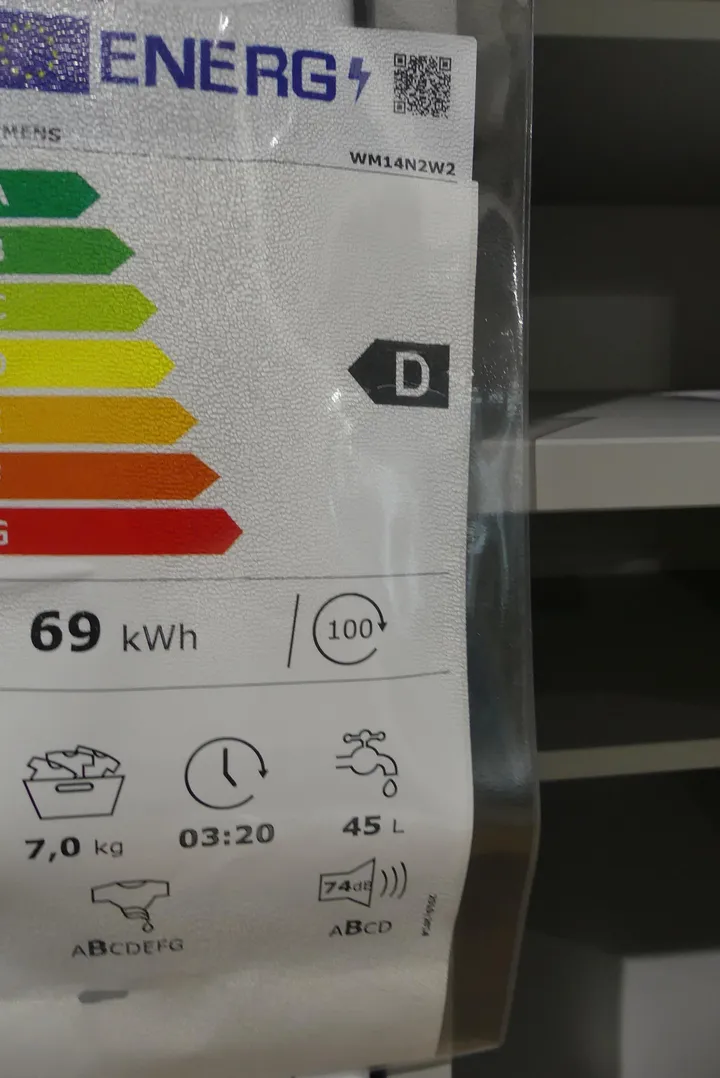 ENERG
MENS
WM14N2W2
A
B
C
D
D
G
69 kWh / 100
7,0 kg
03:20
45 L
74dB
ABCDEFG
ABCD